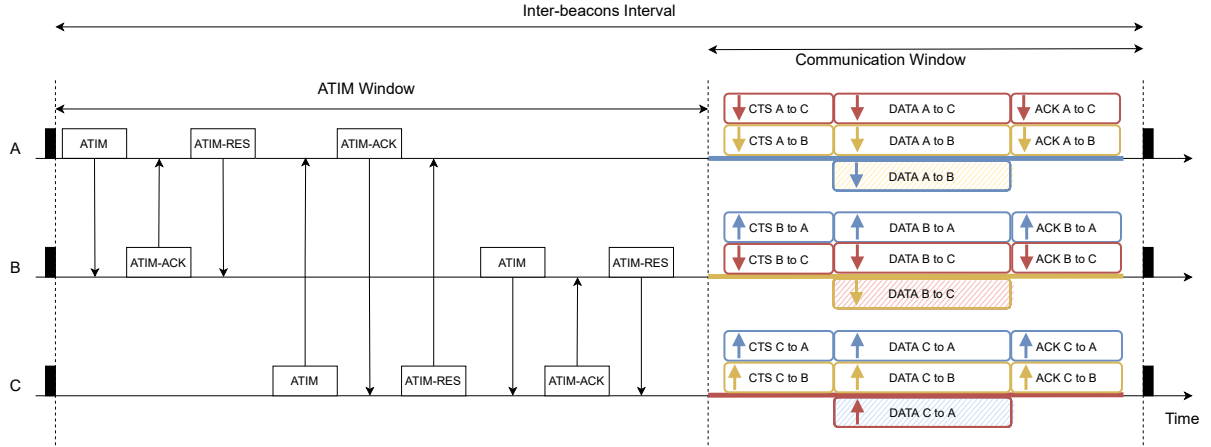 Inter-beacons Interval
Communication Window
ATIM Window
CTS A to C DATA A to C ACK A to C
A ATIM ATIM-RES ATIM-ACK CTS A to B DATA A to B ACK A to B
DATA A to B
CTS B to A DATA B to A ACK B to A
B ATIM-ACK ATIM ATIM-RES CTS B to C DATA B to C ACK B to C
DATA B to C
CTS C to A DATA C to A ACK C to A
C ATIM ATIM-RES ATIM-ACK CTS C to B DATA C to B ACK C to B
DATA C to A
Time